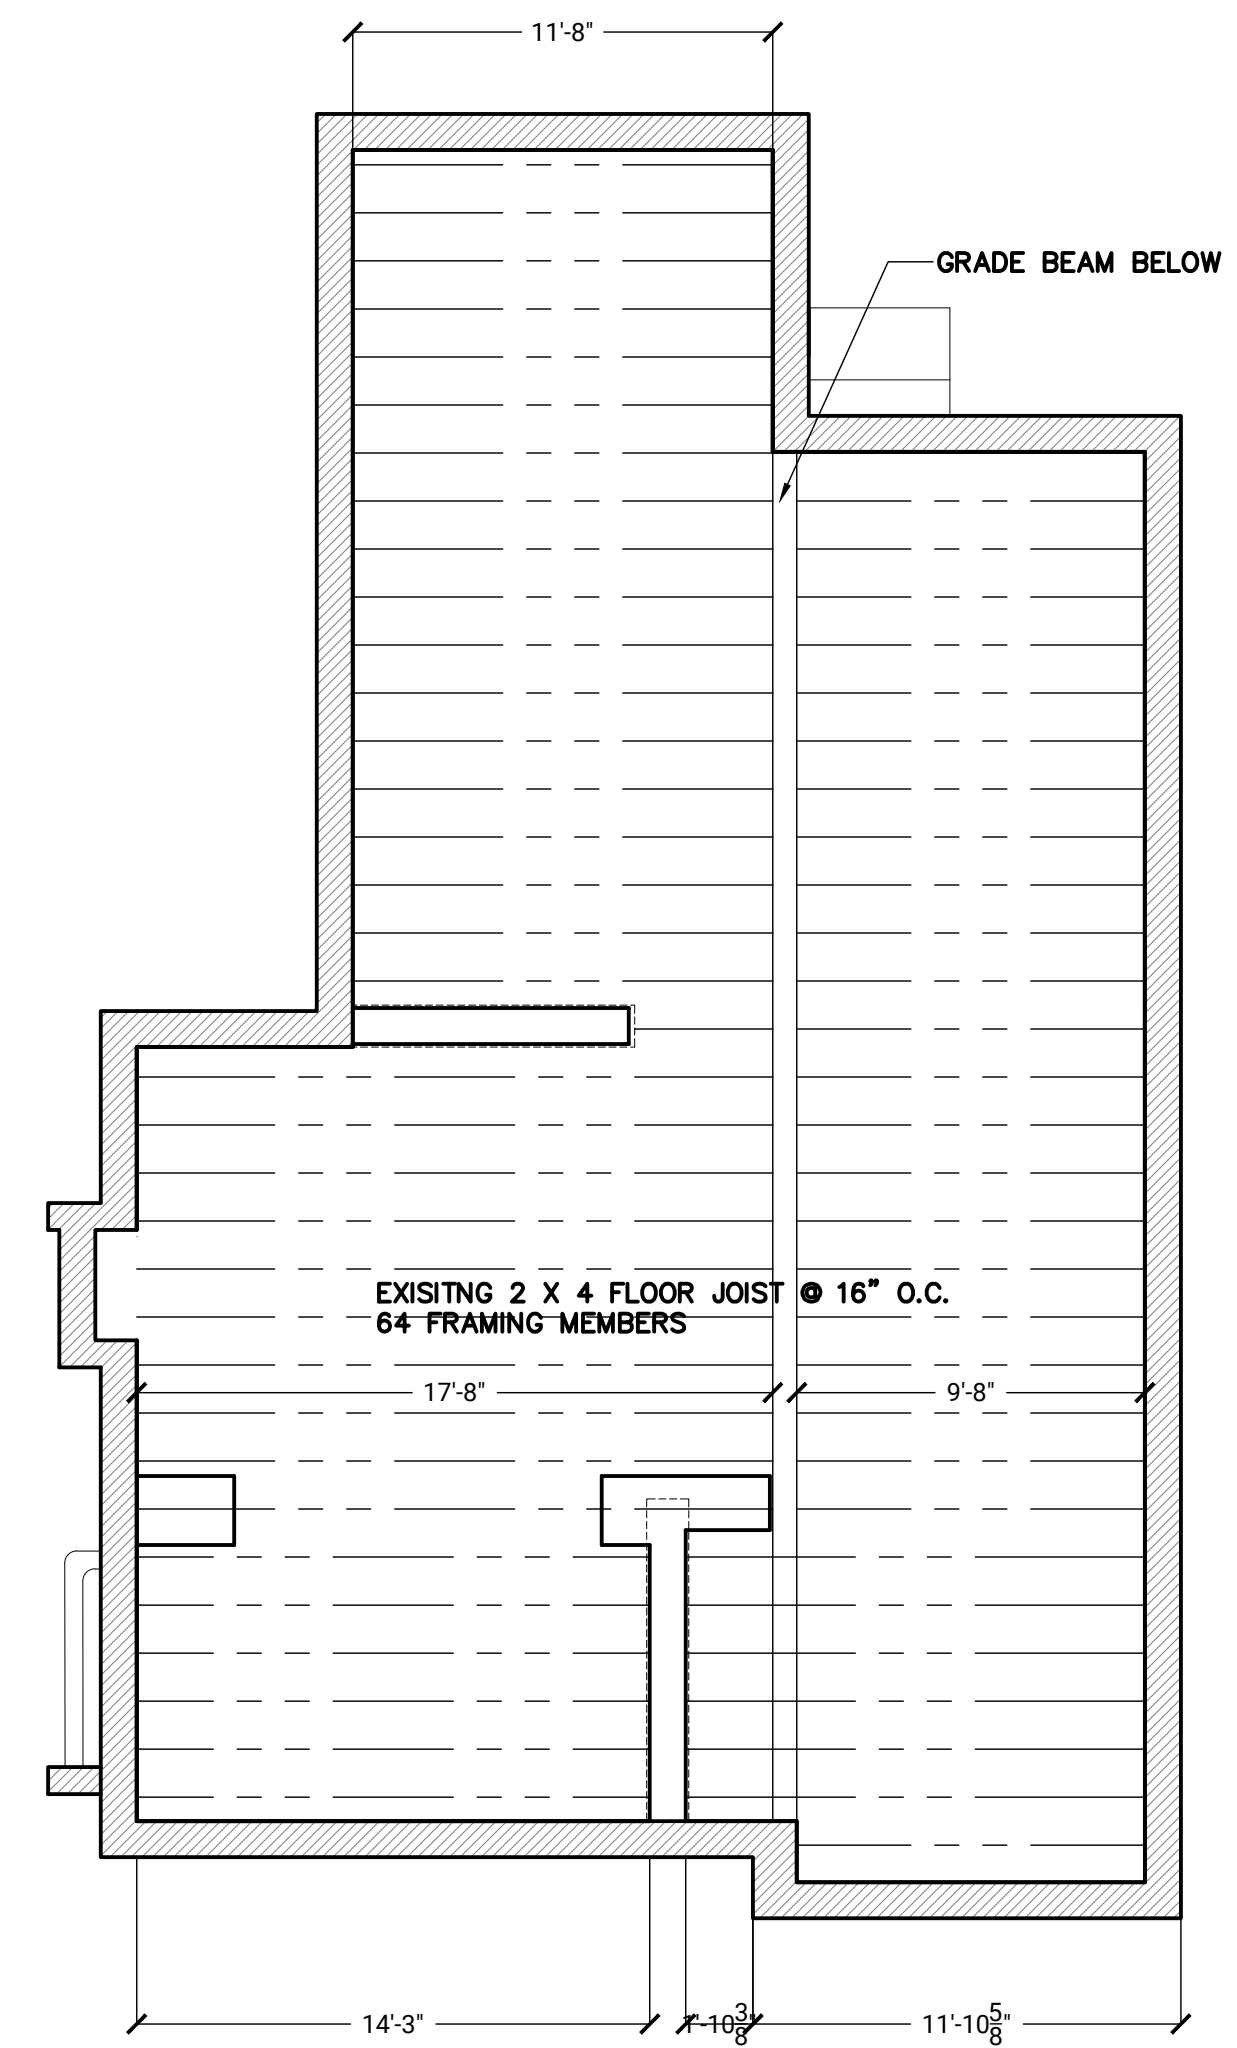 11'-8"
GRADE BEAM BELOW
EXISITNG 2 X 4 FLOOR JOIST @ 16" O.C.
64 FRAMING MEMBERS
17'-8"
9'-8"
14'-3"
1'-10 3/8"
11'-10 5/8"